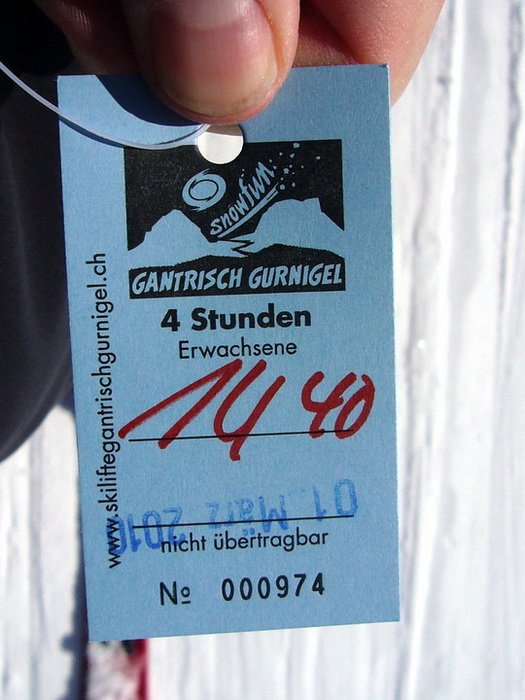 snowfun
GANTRISCH GURNIGEL
4 Stunden
Erwachsene
14 40
01. März 2010
nicht übertragbar
№ 000974
www.skiliftegantrischgurnigel.ch